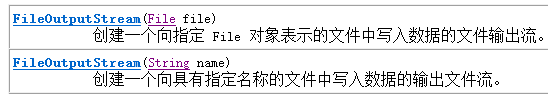 FileOutputStream(File file)
创建一个向指定 File 对象表示的文件中写入数据的文件输出流。
FileOutputStream(String name)
创建一个向具有指定名称的文件中写入数据的输出文件流。